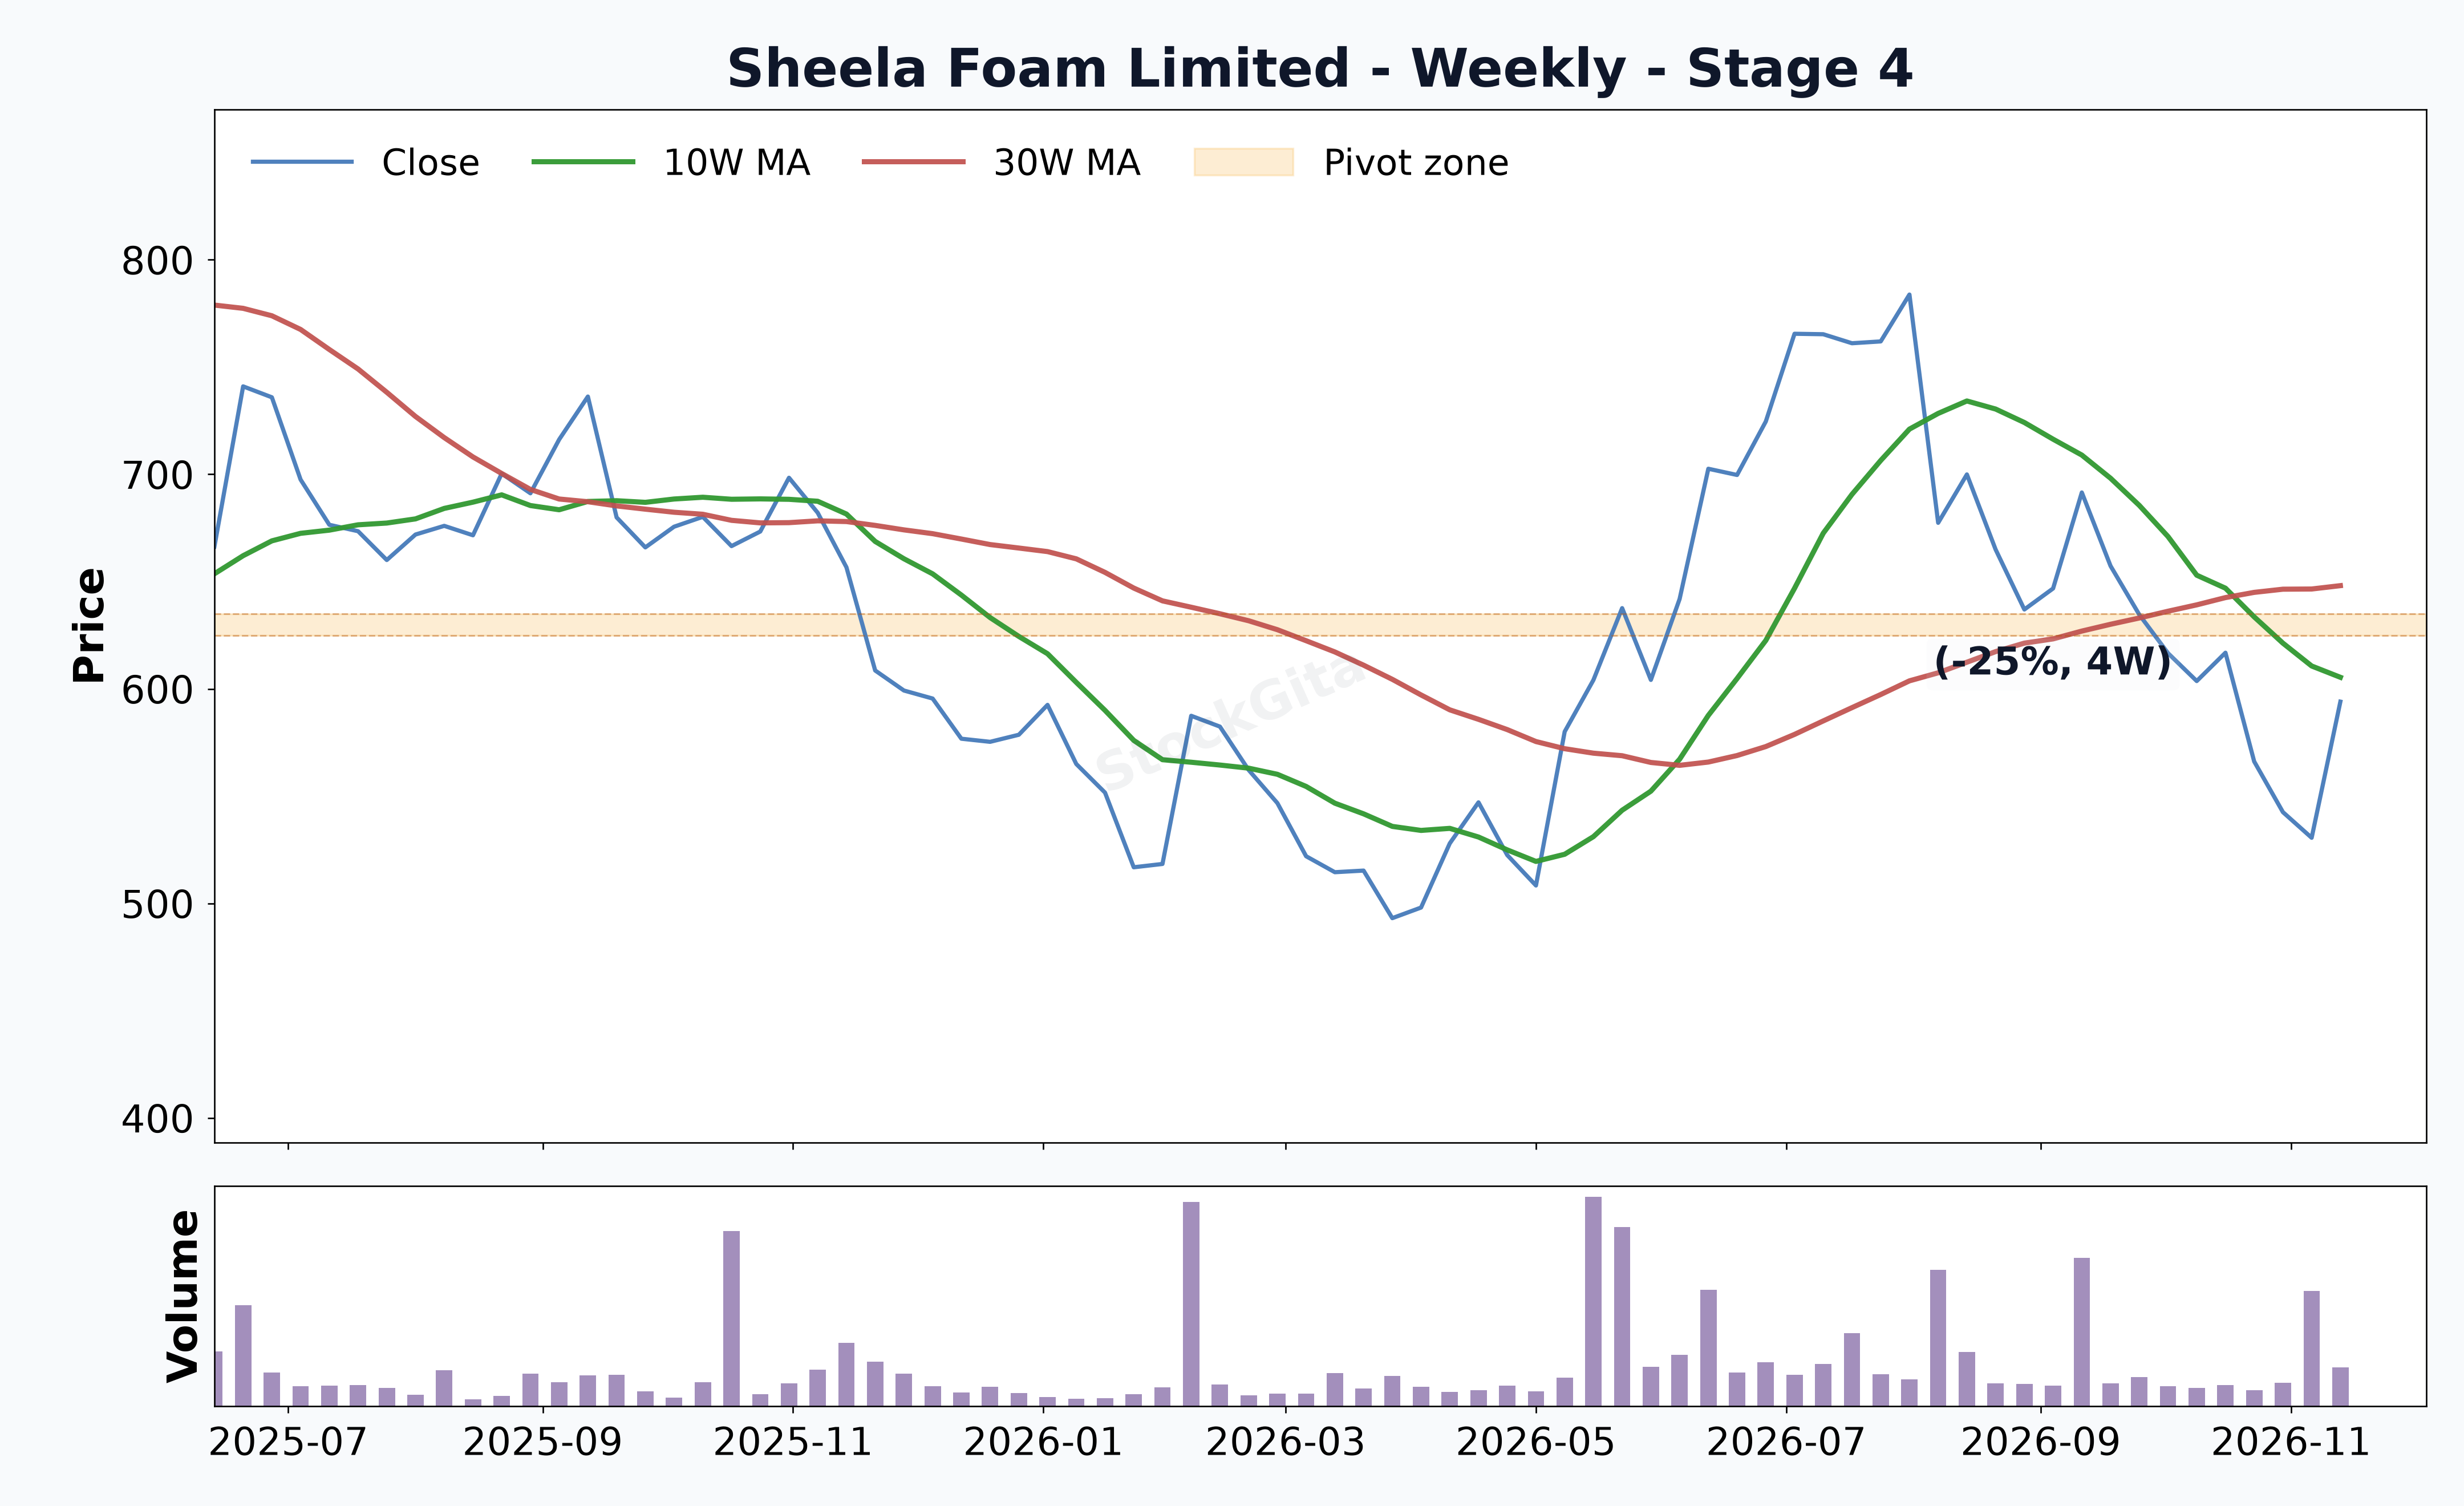 Sheela Foam Limited - Weekly - Stage 4
Close 10W MA 30W MA Pivot zone
800
700
600
500
400
Price
(-25%, 4W)
StockGita
Volume
2025-07 2025-09 2025-11 2026-01 2026-03 2026-05 2026-07 2026-09 2026-11